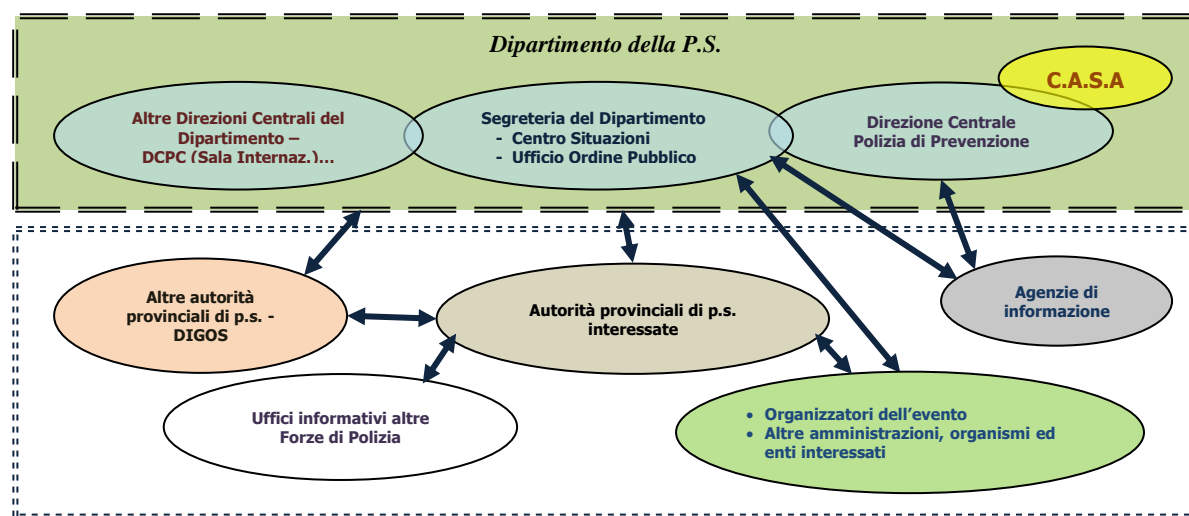 Dipartimento della P.S.
C.A.S.A
Altre Direzioni Centrali del
Dipartimento –
DCPC (Sala Internaz.)...
Segreteria del Dipartimento
- Centro Situazioni
- Ufficio Ordine Pubblico
Direzione Centrale
Polizia di Prevenzione
Altre autorità
provinciali di p.s. -
DIGOS
Autorità provinciali di p.s.
interessate
Agenzie di
informazione
Uffici informativi altre
Forze di Polizia
• Organizzatori dell'evento
• Altre amministrazioni, organismi ed
enti interessati